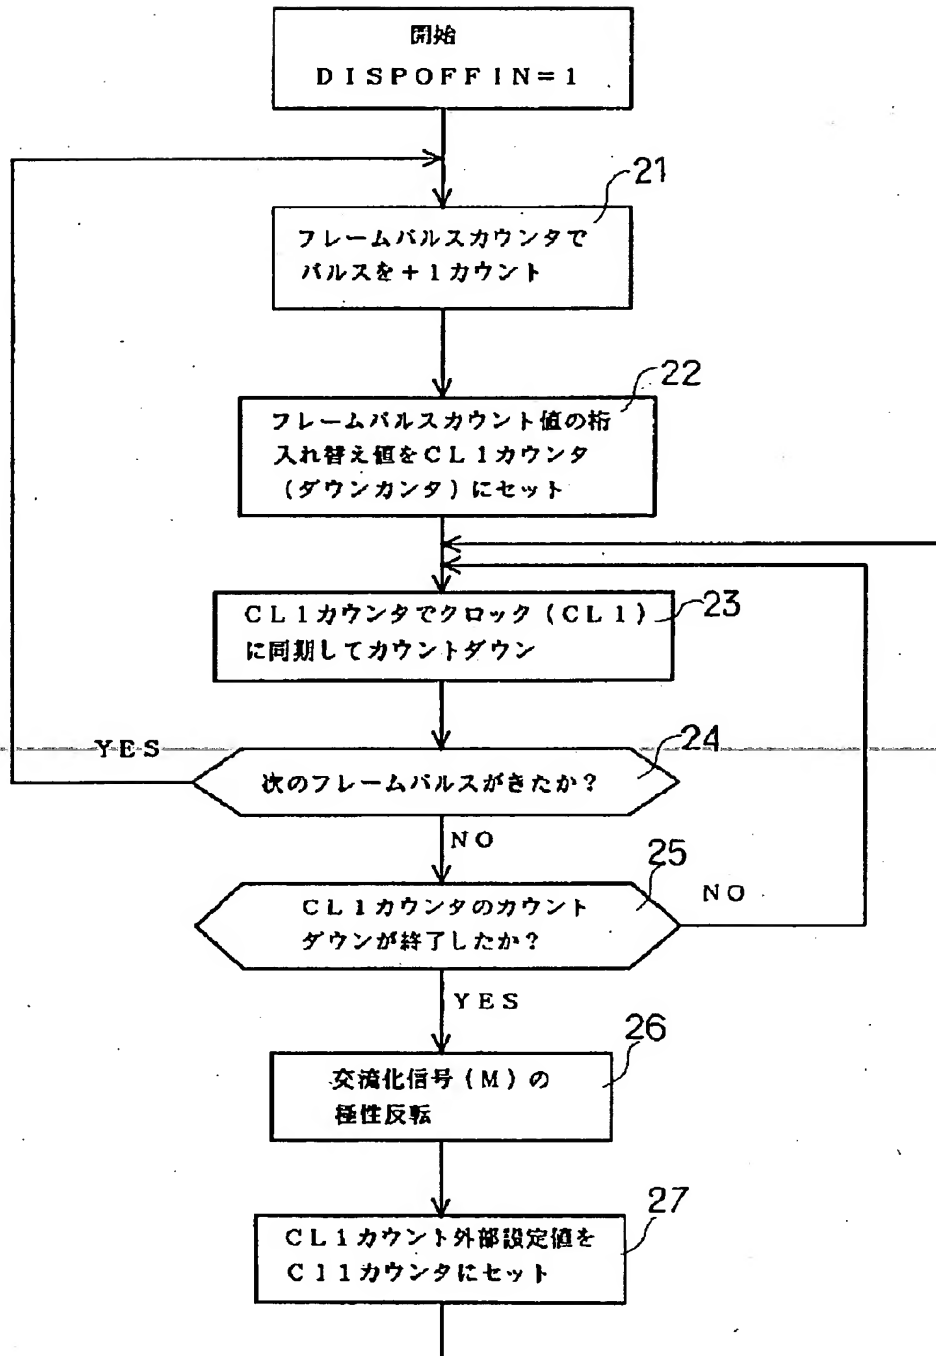 開始
DISPOFFIN=1
21
フレームパルスカウンタで
パルスを+1カウント
22
フレームパルスカウント値の桁
入れ替え値をCL1カウンタ
(ダウンカンタ)にセット
CL1カウンタでクロック(CL1)
に同期してカウントダウン
23
YES
24
次のフレームパルスがきたか?
NO
25
NO
CL1カウンタのカウント
ダウンが終了したか?
YES
26
交流化信号(M)の
極性反転
27
CL1カウント外部設定値を
C11カウンタにセット